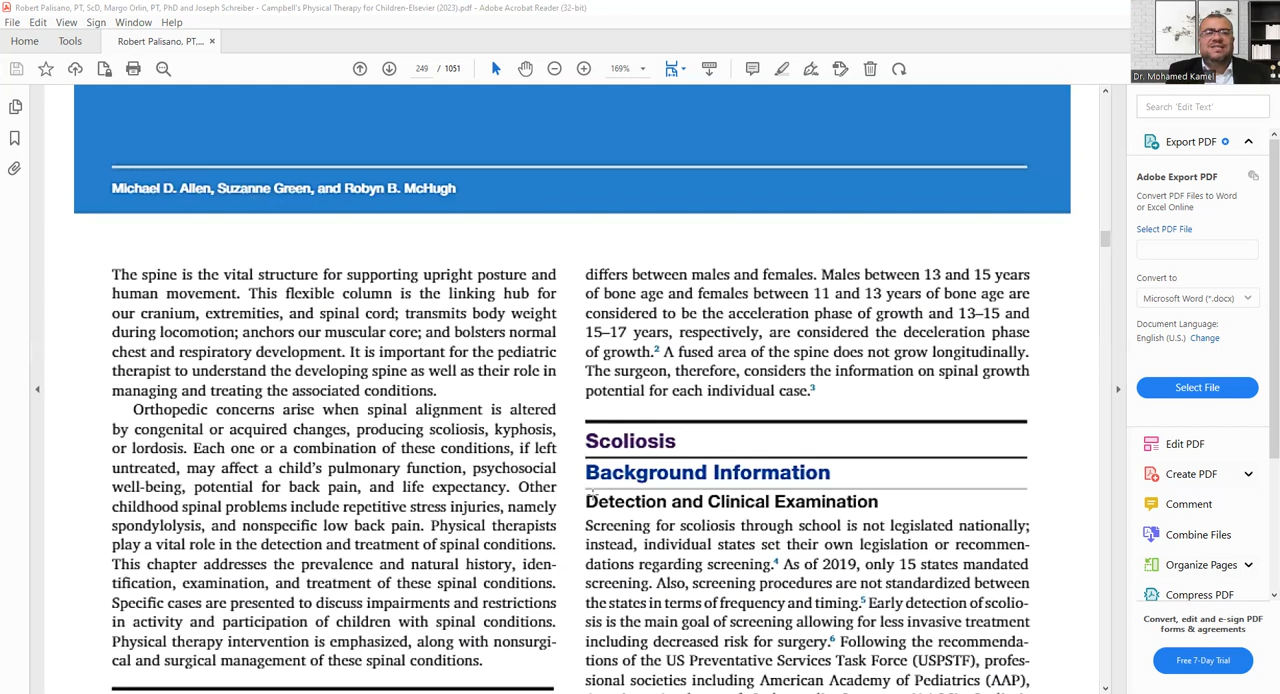 Robert Palisano, PT, ScD, Margo Orlin, PT, PhD and Joseph Schreiber - Campbell's Physical Therapy for Children-Elsevier (2023).pdf - Adobe Acrobat Reader (32-bit)
File Edit View Sign Window Help
Home Tools Robert Palisano, PT,... ×
249 / 1051 169%
Dr. Mohamed Kamel
Michael D. Allen, Suzanne Green, and Robyn B. McHugh
The spine is the vital structure for supporting upright posture and
human movement. This flexible column is the linking hub for
our cranium, extremities, and spinal cord; transmits body weight
during locomotion; anchors our muscular core; and bolsters normal
chest and respiratory development. It is important for the pediatric
therapist to understand the developing spine as well as their role in
managing and treating the associated conditions.
Orthopedic concerns arise when spinal alignment is altered
by congenital or acquired changes, producing scoliosis, kyphosis,
or lordosis. Each one or a combination of these conditions, if left
untreated, may affect a child's pulmonary function, psychosocial
well-being, potential for back pain, and life expectancy. Other
childhood spinal problems include repetitive stress injuries, namely
spondylolysis, and nonspecific low back pain. Physical therapists
play a vital role in the detection and treatment of spinal conditions.
This chapter addresses the prevalence and natural history, iden-
tification, examination, and treatment of these spinal conditions.
Specific cases are presented to discuss impairments and restrictions
in activity and participation of children with spinal conditions.
Physical therapy intervention is emphasized, along with nonsurgi-
cal and surgical management of these spinal conditions.
differs between males and females. Males between 13 and 15 years
of bone age and females between 11 and 13 years of bone age are
considered to be the acceleration phase of growth and 13–15 and
15–17 years, respectively, are considered the deceleration phase
of growth.2 A fused area of the spine does not grow longitudinally.
The surgeon, therefore, considers the information on spinal growth
potential for each individual case.3
Scoliosis
Background Information
Detection and Clinical Examination
Screening for scoliosis through school is not legislated nationally;
instead, individual states set their own legislation or recommen-
dations regarding screening.4 As of 2019, only 15 states mandated
screening. Also, screening procedures are not standardized between
the states in terms of frequency and timing.5 Early detection of scolio-
sis is the main goal of screening allowing for less invasive treatment
including decreased risk for surgery.6 Following the recommenda-
tions of the US Preventative Services Task Force (USPSTF), profes-
sional societies including American Academy of Pediatrics (AAP),
Search 'Edit Text'
Export PDF
Adobe Export PDF
Convert PDF Files to Word
or Excel Online
Select PDF File
Convert to
Microsoft Word (*.docx)
Document Language:
English (U.S.) Change
Select File
Edit PDF
Create PDF
Comment
Combine Files
Organize Pages
Compress PDF
Convert, edit and e-sign PDF
forms & agreements
Free 7-Day Trial